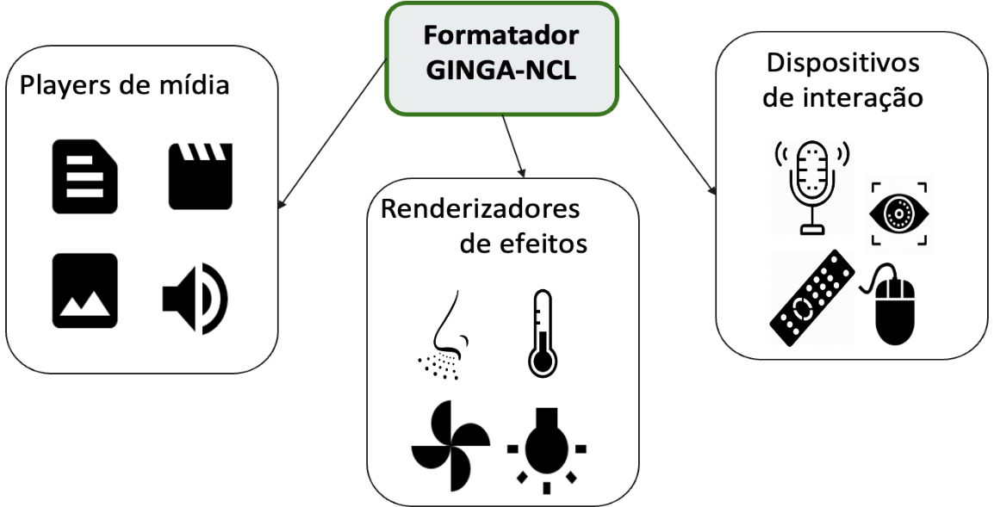 Formatador
GINGA-NCL
Players de mídia
Renderizadores
de efeitos
Dispositivos
de interação